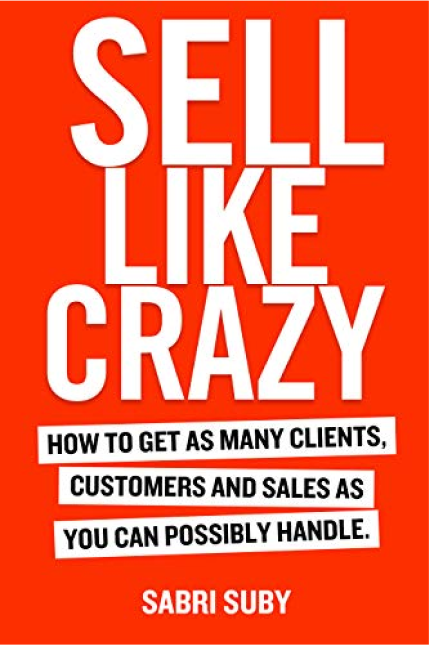 SELL
LIKE
CRAZY
HOW TO GET AS MANY CLIENTS,
CUSTOMERS AND SALES AS
YOU CAN POSSIBLY HANDLE.
SABRI SUBY